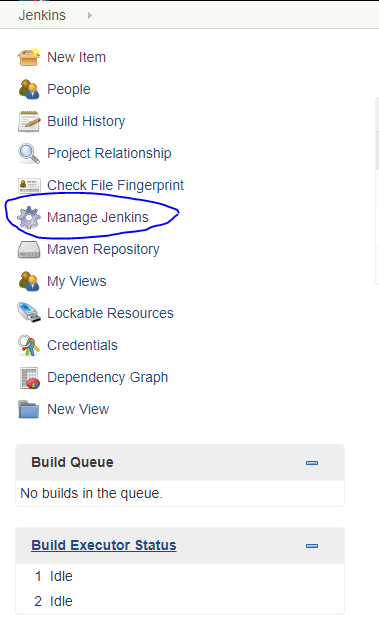 Jenkins
New Item
People
Build History
Project Relationship
Check File Fingerprint
Manage Jenkins
Maven Repository
My Views
Lockable Resources
Credentials
Dependency Graph
New View
Build Queue
No builds in the queue.
Build Executor Status
1 Idle
2 Idle